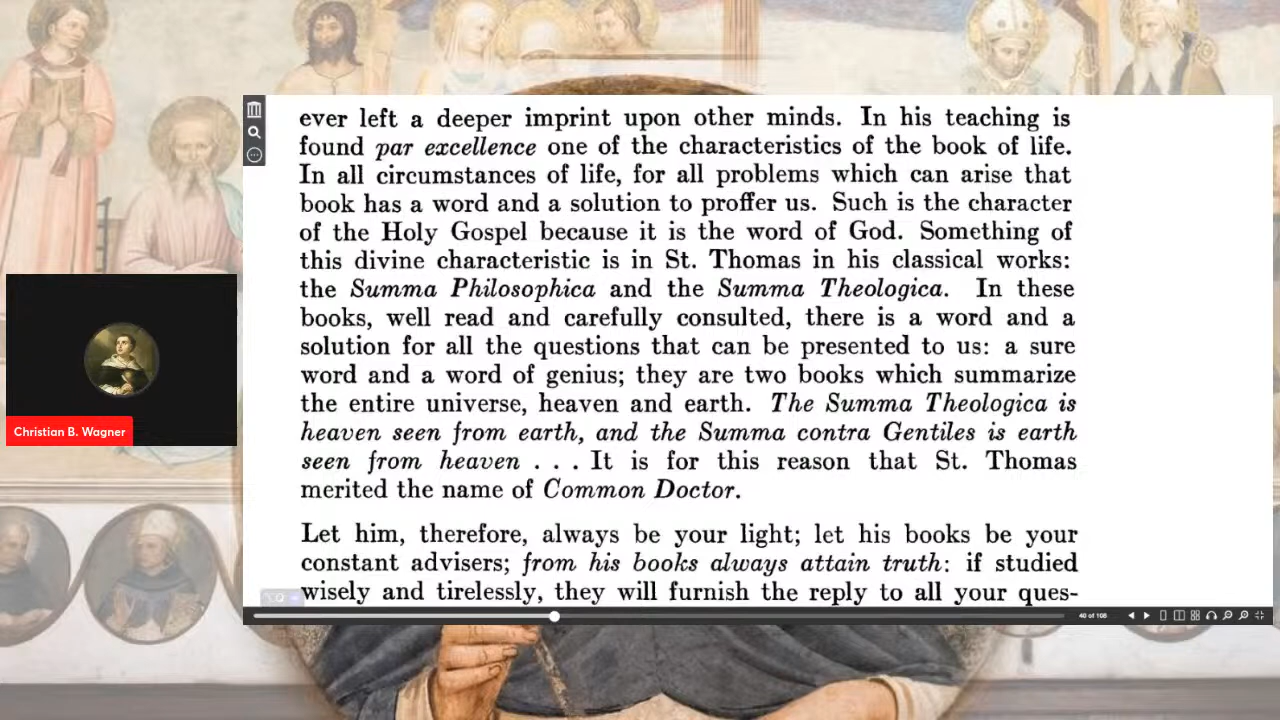 ever left a deeper imprint upon other minds. In his teaching is
found par excellence one of the characteristics of the book of life.
In all circumstances of life, for all problems which can arise that
book has a word and a solution to proffer us. Such is the character
of the Holy Gospel because it is the word of God. Something of
this divine characteristic is in St. Thomas in his classical works:
the Summa Philosophica and the Summa Theologica. In these
books, well read and carefully consulted, there is a word and a
solution for all the questions that can be presented to us: a sure
word and a word of genius; they are two books which summarize
the entire universe, heaven and earth. The Summa Theologica is
heaven seen from earth, and the Summa contra Gentiles is earth
seen from heaven . . . It is for this reason that St. Thomas
merited the name of Common Doctor.
Let him, therefore, always be your light; let his books be your
constant advisers; from his books always attain truth: if studied
wisely and tirelessly, they will furnish the reply to all your ques-
Christian B. Wagner
40 of 108